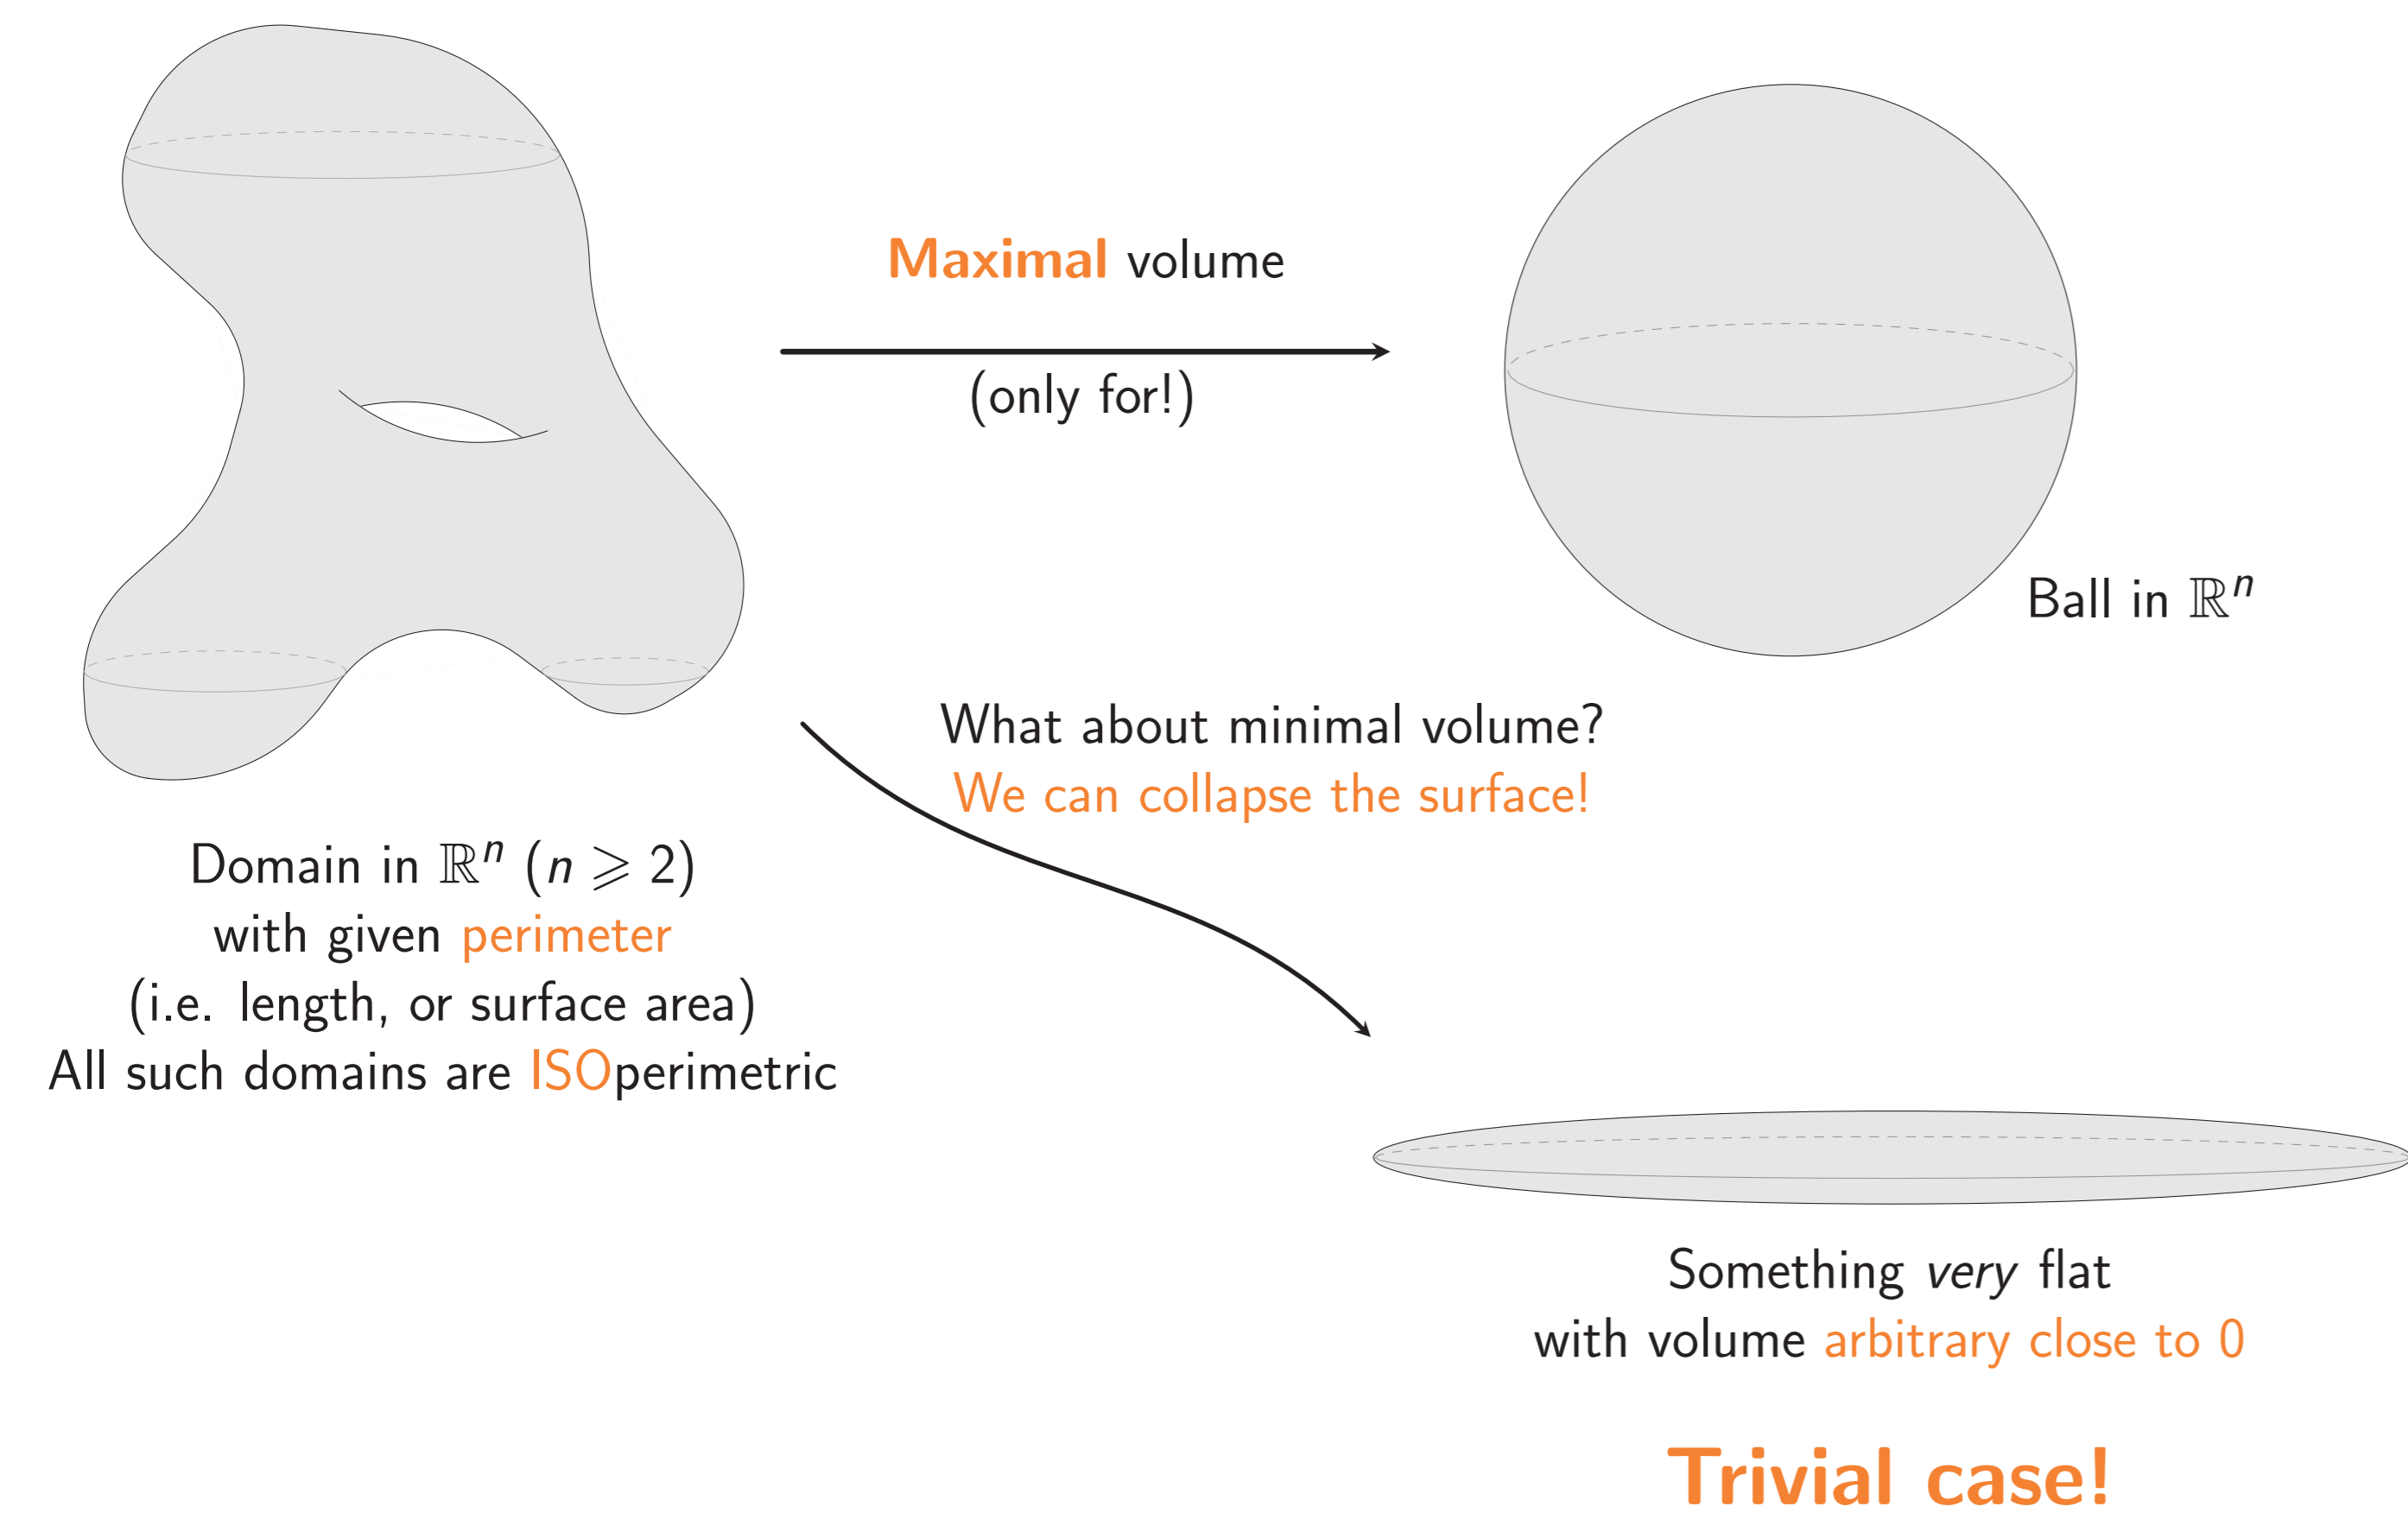 Maximal volume
(only for!)
Ball in ℝⁿ
What about minimal volume?
We can collapse the surface!
Domain in ℝⁿ (n ⩾ 2)
with given perimeter
(i.e. length, or surface area)
All such domains are ISOperimetric
Something very flat
with volume arbitrary close to 0
Trivial case!